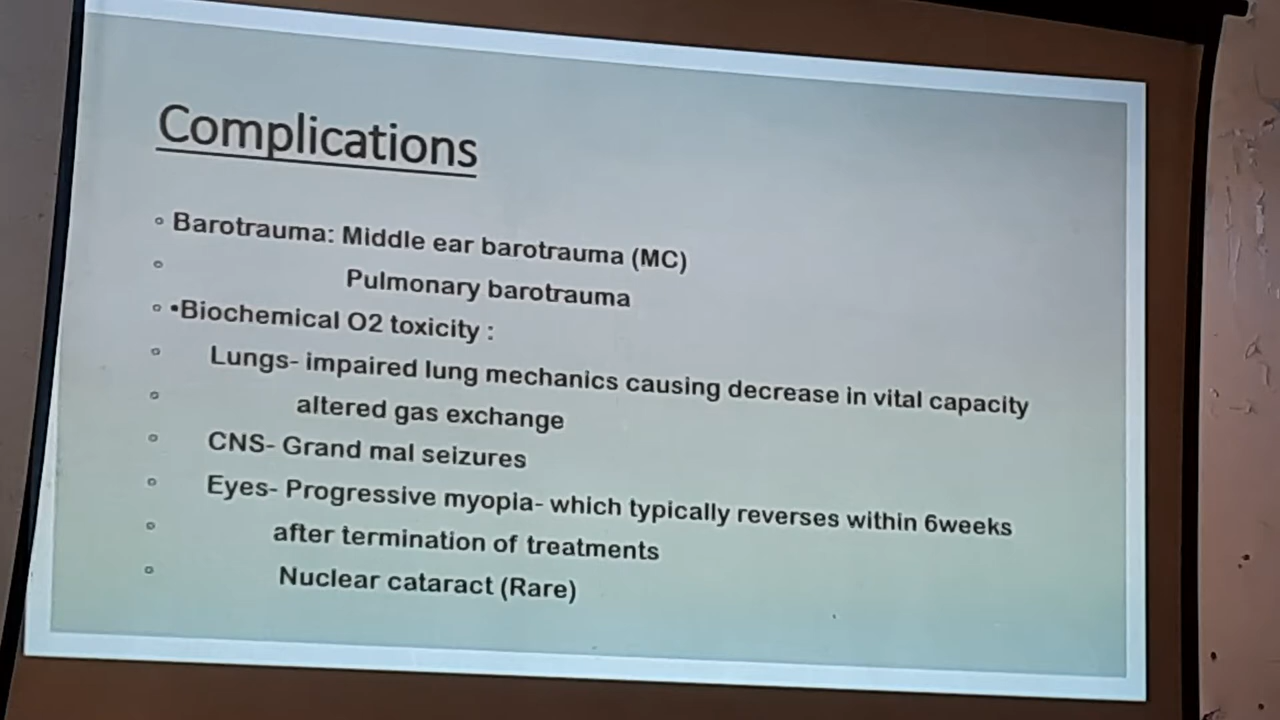 Complications
◦ Barotrauma: Middle ear barotrauma (MC)
◦ Pulmonary barotrauma
◦ •Biochemical O2 toxicity :
◦ Lungs- impaired lung mechanics causing decrease in vital capacity
◦ altered gas exchange
◦ CNS- Grand mal seizures
◦ Eyes- Progressive myopia- which typically reverses within 6weeks
◦ after termination of treatments
◦ Nuclear cataract (Rare)